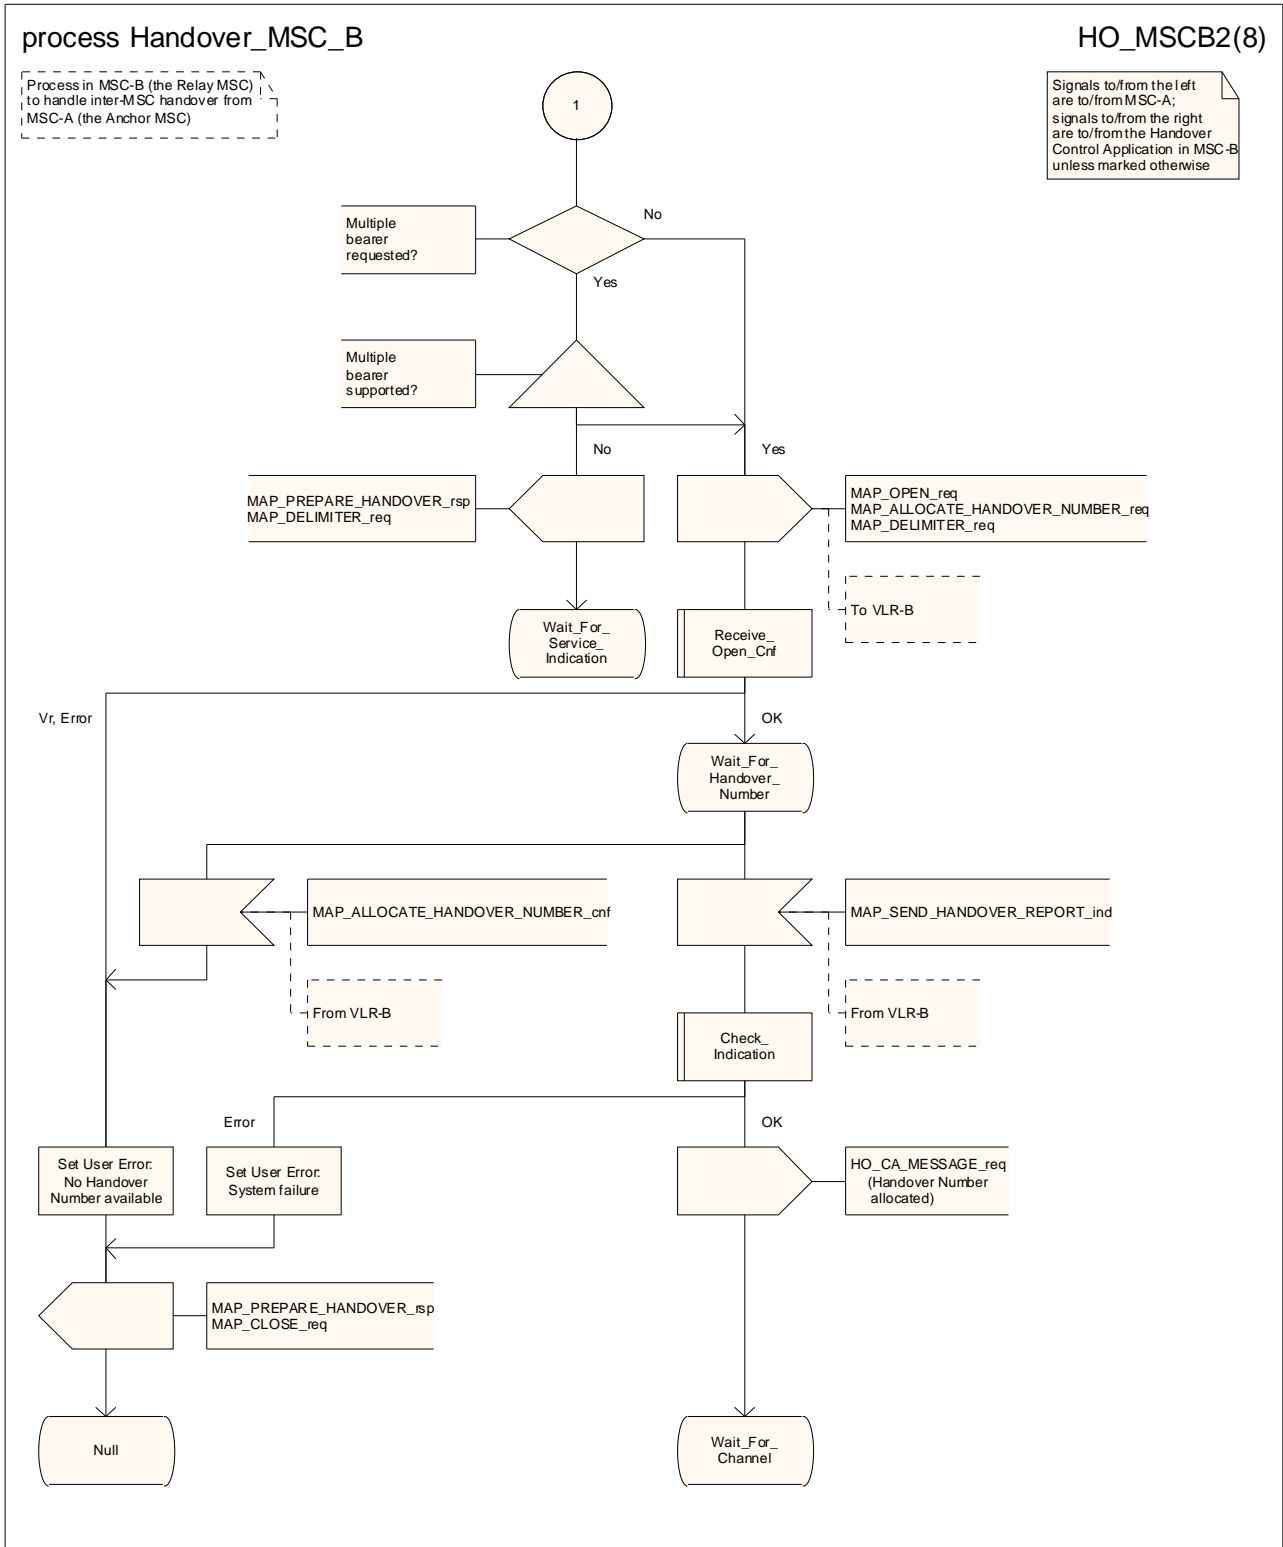 process Handover_MSC_B
HO_MSCB2(8)
Process in MSC-B (the Relay MSC)
to handle inter-MSC handover from
MSC-A (the Anchor MSC)
1
Signals to/from the left
are to/from MSC-A;
signals to/from the right
are to/from the Handover
Control Application in MSC-B
unless marked otherwise
No
Multiple
bearer
requested?
Yes
Multiple
bearer
supported?
No
Yes
MAP_PREPARE_HANDOVER_rsp
MAP_DELIMITER_req
MAP_OPEN_req
MAP_ALLOCATE_HANDOVER_NUMBER_req
MAP_DELIMITER_req
To VLR-B
Wait_For_
Service_
Indication
Receive_
Open_Cnf
Vr, Error
OK
Wait_For_
Handover_
Number
MAP_ALLOCATE_HANDOVER_NUMBER_cnf
MAP_SEND_HANDOVER_REPORT_ind
From VLR-B
From VLR-B
Check_
Indication
Error
OK
Set User Error:
No Handover
Number available
Set User Error:
System failure
HO_CA_MESSAGE_req
(Handover Number
allocated)
MAP_PREPARE_HANDOVER_rsp
MAP_CLOSE_req
Null
Wait_For_
Channel